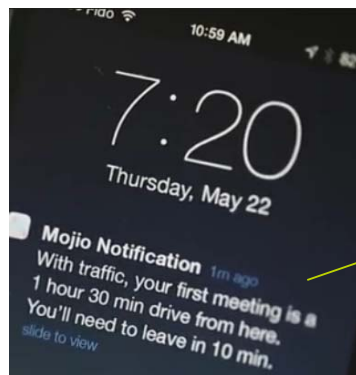 Fido
10:59 AM
82
7:20
Thursday, May 22
Mojio Notification 1m ago
With traffic, your first meeting is a
1 hour 30 min drive from here.
You'll need to leave in 10 min.
slide to view